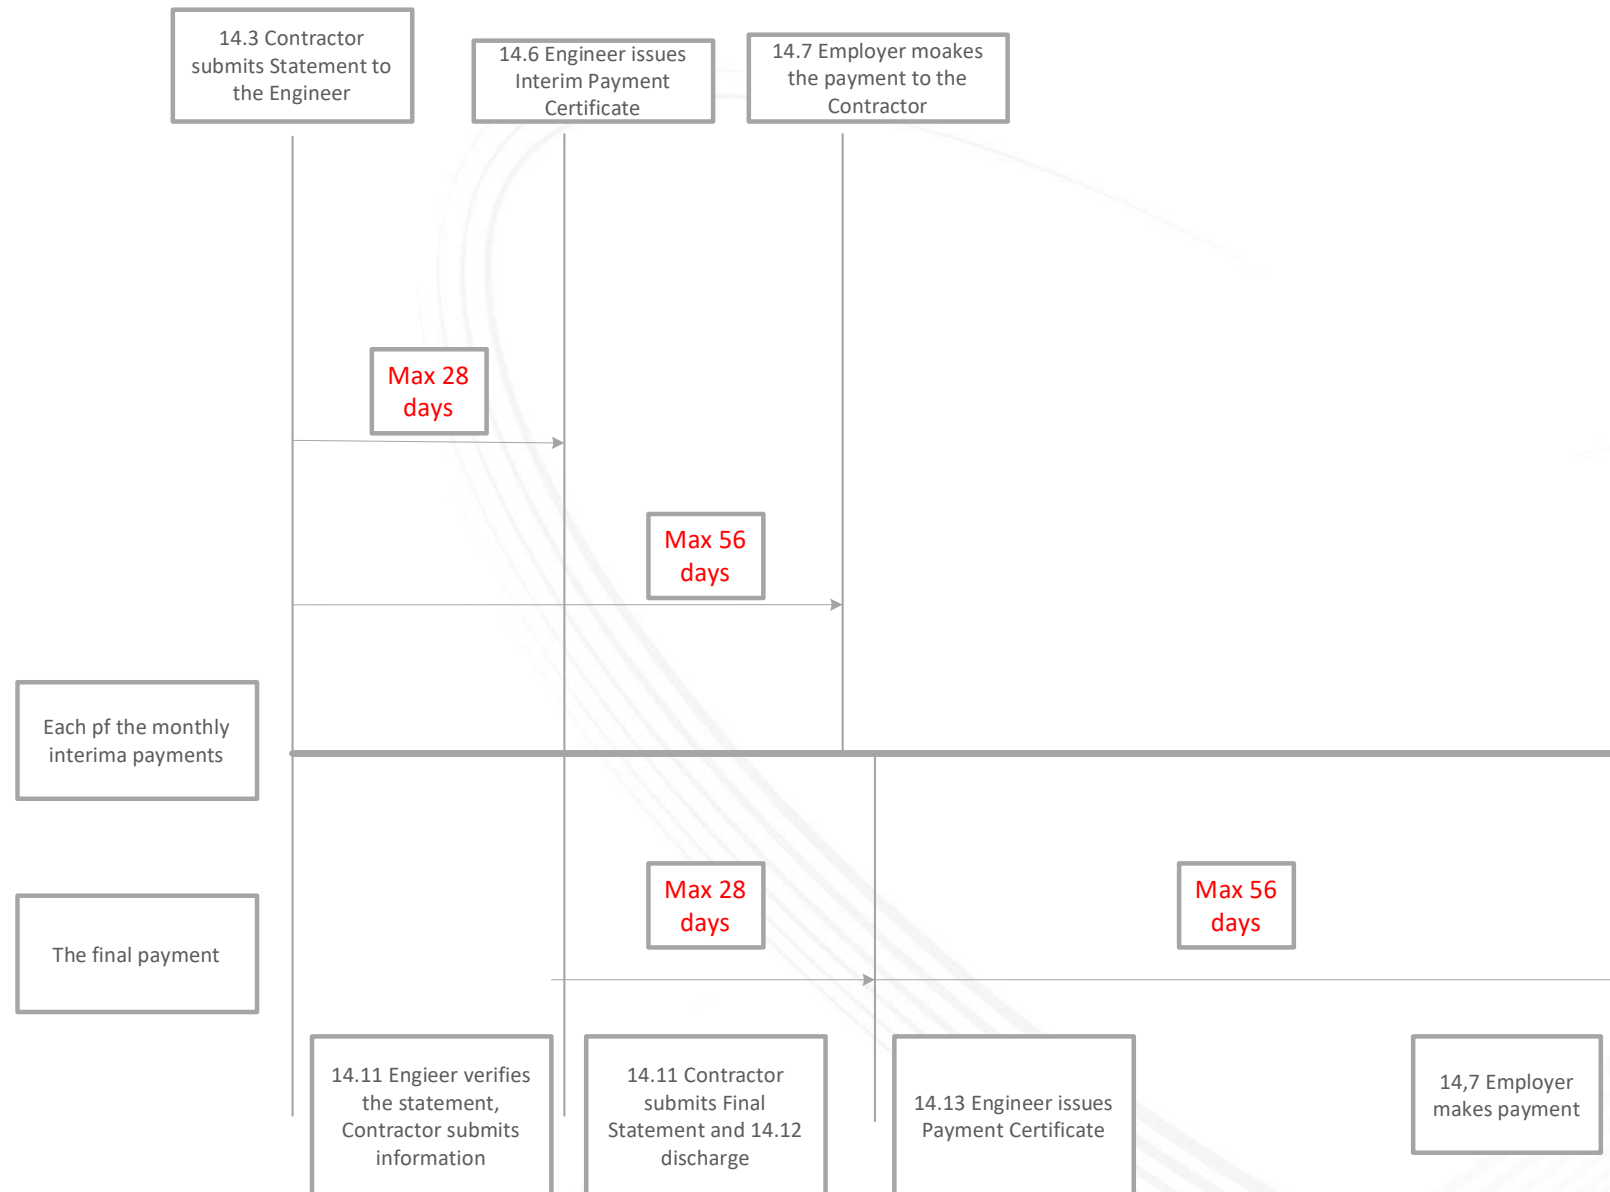 14.3 Contractor
submits Statement to
the Engineer
14.6 Engineer issues
Interim Payment
Certificate
14.7 Employer moakes
the payment to the
Contractor
Max 28
days
Max 56
days
Each pf the monthly
interima payments
Max 28
days
Max 56
days
The final payment
14.11 Engieer verifies
the statement,
Contractor submits
information
14.11 Contractor
submits Final
Statement and 14.12
discharge
14.13 Engineer issues
Payment Certificate
14,7 Employer
makes payment